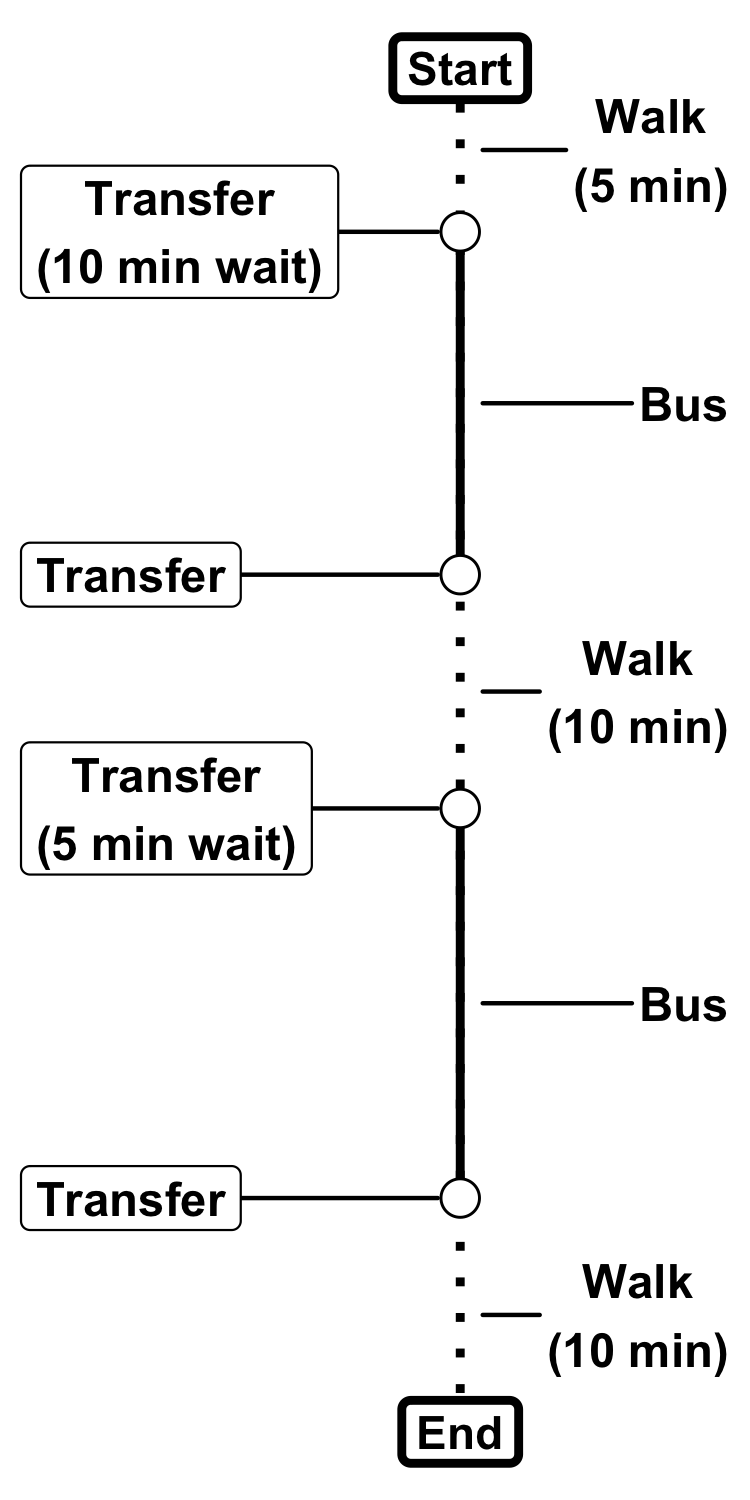 Start
Walk
(5 min)
Transfer
(10 min wait)
Bus
Transfer
Walk
(10 min)
Transfer
(5 min wait)
Bus
Transfer
Walk
(10 min)
End